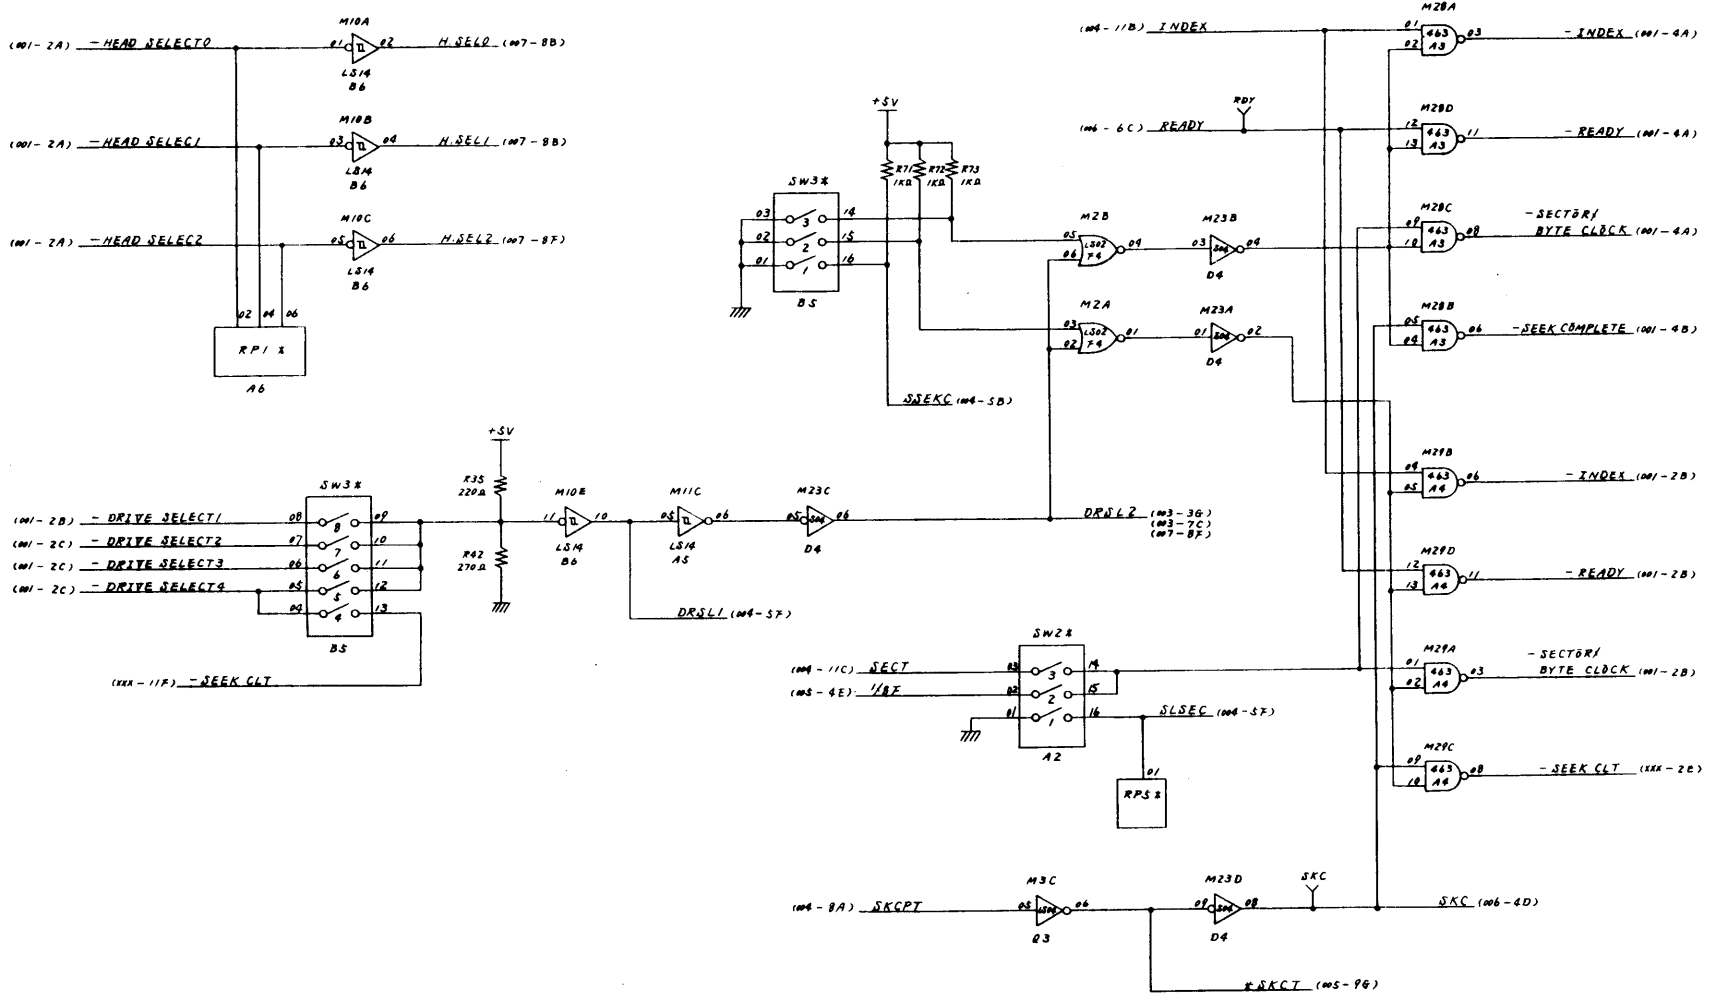 M10A
(001-2A) -HEAD SELECT0 01 02 H.SEL0 (007-8B)
LS14
B6
M10B
(001-2A) -HEAD SELEC1 03 04 H.SEL1 (007-8B)
LS14
B6
M10C
(001-2A) -HEAD SELEC2 05 06 H.SEL2 (007-8F)
LS14
B6
02 04 06
RP1 *
A6
+5V
R71 1KΩ R72 1KΩ R73 1KΩ
SW3*
03 3 14
02 2 15
01 1 16
B5
SSEKC (004-5B)
M2B
05 06 LS02 F4 04
M23B
03 S04 04
D4
M2A
03 02 LS02 F4 01
M23A
01 S04 02
D4
(004-11B) INDEX
RDY
(006-6C) READY
M28A
01 02 463 A3 03 -INDEX (001-4A)
M28D
12 13 463 A3 11 -READY (001-4A)
M28C
09 10 463 A3 08 -SECTOR/
BYTE CLOCK (001-4A)
M28B
05 04 463 A3 06 -SEEK COMPLETE (001-4B)
M29B
04 05 463 A4 06 -INDEX (001-2B)
M29D
12 13 463 A4 11 -READY (001-2B)
M29A
01 02 463 A4 03 -SECTOR/
BYTE CLOCK (001-2B)
M29C
09 10 463 A4 08 -SEEK CLT (XXX-2E)
SW3*
(001-2B) -DRIVE SELECT1 08 8 09
(001-2C) -DRIVE SELECT2 07 7 10
(001-2C) -DRIVE SELECT3 06 6 11
(001-2C) -DRIVE SELECT4 05 5 12
04 4 13
B5
(XXX-11F) -SEEK CLT
+5V
R35
220Ω
R42
270Ω
M10E
11 10
LS14
B6
M11C
05 06
LS14
A5
M23C
05 S04 06
D4
DRSL2 (003-3G)
(003-7C)
(007-8F)
DRSL1 (004-5F)
SW2*
(004-11C) SECT 03 3 14
(005-4E) 1/8F 02 2 15
01 1 16 SLSEC (004-5F)
A2
01
RP5*
M3C
(004-8A) SKCPT 05 LS04 06
Q3
M23D
09 S04 08
D4
SKC
SKC (006-4D)
*SKCT (005-9G)